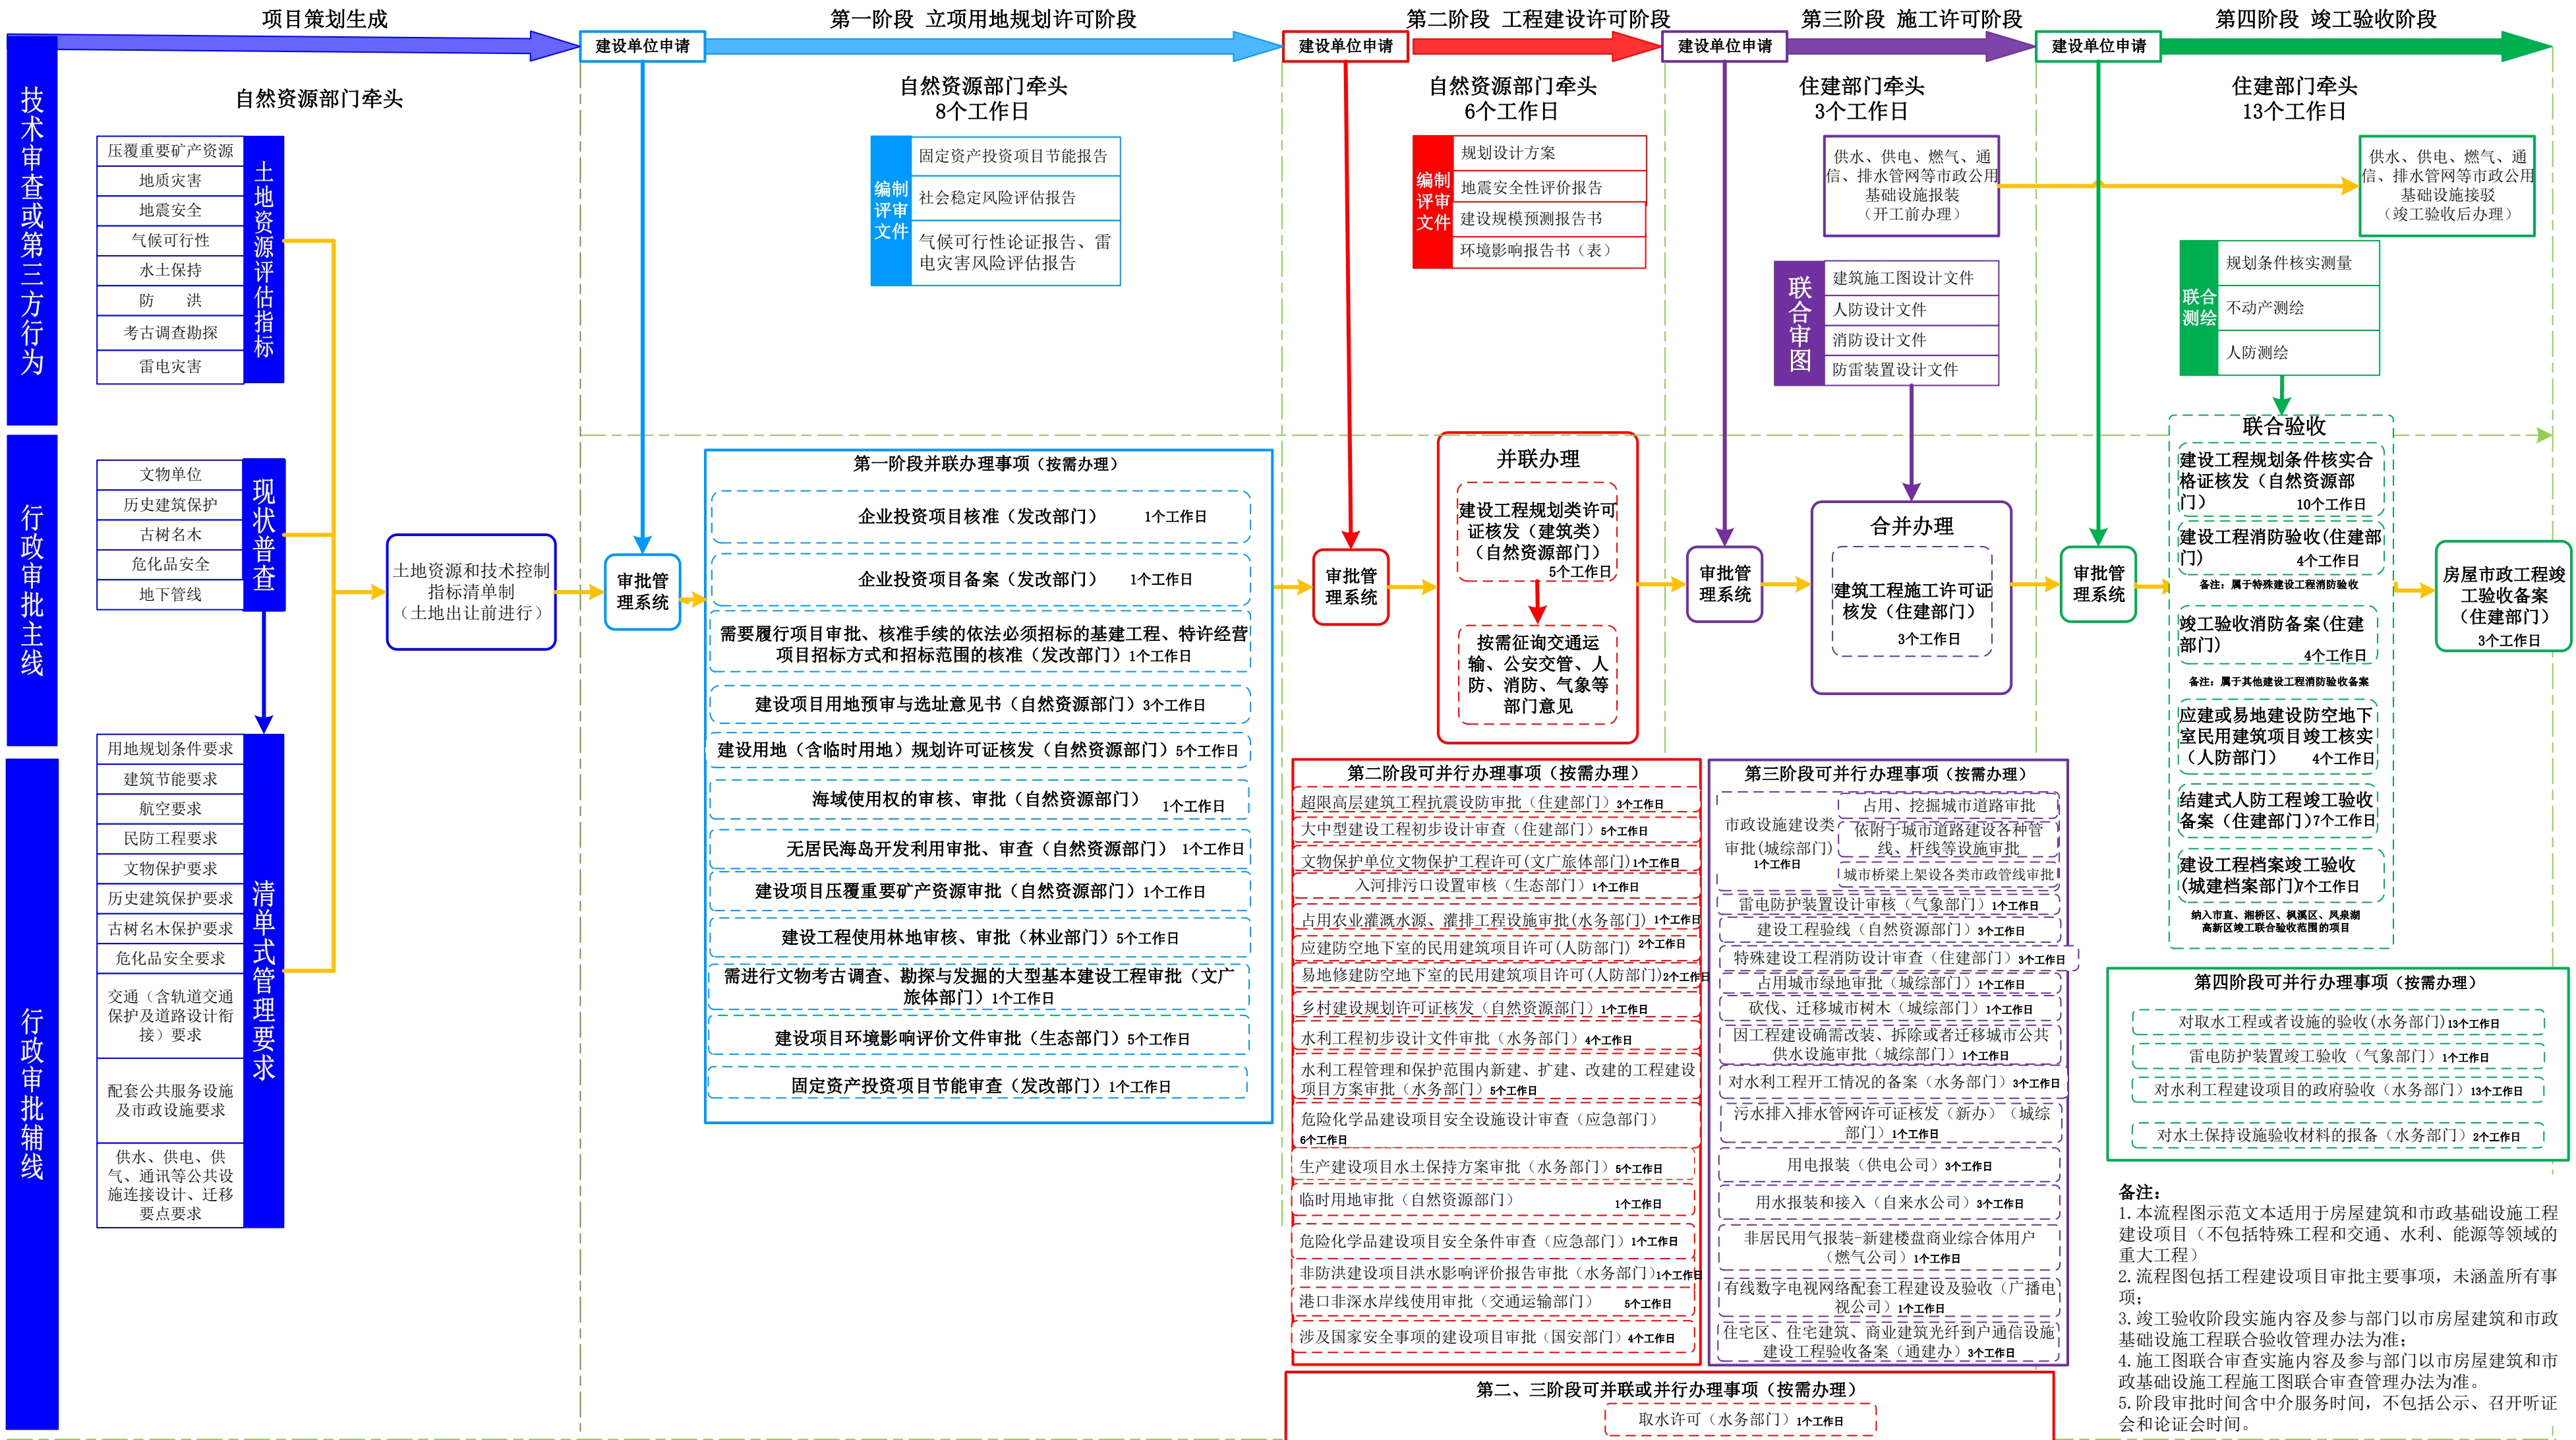 项目策划生成
第一阶段 立项用地规划许可阶段
第二阶段 工程建设许可阶段
第三阶段 施工许可阶段
第四阶段 竣工验收阶段
建设单位申请
建设单位申请
建设单位申请
建设单位申请
技术审查或第三方行为
行政审批主线
行政审批辅线
自然资源部门牵头
压覆重要矿产资源
地质灾害
地震安全
气候可行性
水土保持
防　　洪
考古调查勘探
雷电灾害
土地资源评估指标
文物单位
历史建筑保护
古树名木
危化品安全
地下管线
现状普查
用地规划条件要求
建筑节能要求
航空要求
民防工程要求
文物保护要求
历史建筑保护要求
古树名木保护要求
危化品安全要求
交通（含轨道交通
保护及道路设计衔
接）要求
配套公共服务设施
及市政设施要求
供水、供电、供
气、通讯等公共设
施连接设计、迁移
要点要求
清单式管理要求
土地资源和技术控制
指标清单制
（土地出让前进行）
自然资源部门牵头
8个工作日
编制
评审
文件
固定资产投资项目节能报告
社会稳定风险评估报告
气候可行性论证报告、雷
电灾害风险评估报告
审批管
理系统
第一阶段并联办理事项（按需办理）
企业投资项目核准（发改部门）　　1个工作日
企业投资项目备案（发改部门）　　1个工作日
需要履行项目审批、核准手续的依法必须招标的基建工程、特许经营
项目招标方式和招标范围的核准（发改部门）1个工作日
建设项目用地预审与选址意见书（自然资源部门）3个工作日
建设用地（含临时用地）规划许可证核发（自然资源部门）5个工作日
海域使用权的审核、审批（自然资源部门）　1个工作日
无居民海岛开发利用审批、审查（自然资源部门） 1个工作日
建设项目压覆重要矿产资源审批（自然资源部门）1个工作日
建设工程使用林地审核、审批（林业部门）5个工作日
需进行文物考古调查、勘探与发掘的大型基本建设工程审批（文广
旅体部门）1个工作日
建设项目环境影响评价文件审批（生态部门）5个工作日
固定资产投资项目节能审查（发改部门）1个工作日
自然资源部门牵头
6个工作日
编制
评审
文件
规划设计方案
地震安全性评价报告
建设规模预测报告书
环境影响报告书（表）
审批管
理系统
并联办理
建设工程规划类许可
证核发（建筑类）
（自然资源部门）
5个工作日
按需征询交通运
输、公安交管、人
防、消防、气象等
部门意见
第二阶段可并行办理事项（按需办理）
超限高层建筑工程抗震设防审批（住建部门）3个工作日
大中型建设工程初步设计审查（住建部门）5个工作日
文物保护单位文物保护工程许可(文广旅体部门)1个工作日
入河排污口设置审核（生态部门）1个工作日
占用农业灌溉水源、灌排工程设施审批(水务部门) 1个工作日
应建防空地下室的民用建筑项目许可(人防部门) 2个工作日
易地修建防空地下室的民用建筑项目许可(人防部门)2个工作日
乡村建设规划许可证核发（自然资源部门）1个工作日
水利工程初步设计文件审批（水务部门）4个工作日
水利工程管理和保护范围内新建、扩建、改建的工程建设
项目方案审批（水务部门）5个工作日
危险化学品建设项目安全设施设计审查（应急部门）
6个工作日
生产建设项目水土保持方案审批（水务部门）5个工作日
临时用地审批（自然资源部门）　　1个工作日
危险化学品建设项目安全条件审查（应急部门）1个工作日
非防洪建设项目洪水影响评价报告审批（水务部门）1个工作日
港口非深水岸线使用审批（交通运输部门）　5个工作日
涉及国家安全事项的建设项目审批（国安部门）4个工作日
住建部门牵头
3个工作日
供水、供电、燃气、通
信、排水管网等市政公用
基础设施报装
（开工前办理）
联合审图
建筑施工图设计文件
人防设计文件
消防设计文件
防雷装置设计文件
审批管
理系统
合并办理
建筑工程施工许可证
核发（住建部门）
3个工作日
第三阶段可并行办理事项（按需办理）
市政设施建设类
审批(城综部门)
1个工作日
占用、挖掘城市道路审批
依附于城市道路建设各种管
线、杆线等设施审批
城市桥梁上架设各类市政管线审批
雷电防护装置设计审核（气象部门）1个工作日
建设工程验线（自然资源部门）3个工作日
特殊建设工程消防设计审查（住建部门）3个工作日
占用城市绿地审批（城综部门）1个工作日
砍伐、迁移城市树木（城综部门）1个工作日
因工程建设确需改装、拆除或者迁移城市公共
供水设施审批（城综部门）1个工作日
对水利工程开工情况的备案（水务部门）3个工作日
污水排入排水管网许可证核发（新办）（城综
部门）1个工作日
用电报装（供电公司）3个工作日
用水报装和接入（自来水公司）3个工作日
非居民用气报装-新建楼盘商业综合体用户
（燃气公司）1个工作日
有线数字电视网络配套工程建设及验收（广播电
视公司）1个工作日
住宅区、住宅建筑、商业建筑光纤到户通信设施
建设工程验收备案（通建办）3个工作日
第二、三阶段可并联或并行办理事项（按需办理）
取水许可（水务部门）1个工作日
住建部门牵头
13个工作日
供水、供电、燃气、通
信、排水管网等市政公用
基础设施接驳
（竣工验收后办理）
联合
测绘
规划条件核实测量
不动产测绘
人防测绘
审批管
理系统
联合验收
建设工程规划条件核实合
格证核发（自然资源部
门）　　10个工作日
建设工程消防验收(住建部
门)　　4个工作日
备注：属于特殊建设工程消防验收
竣工验收消防备案(住建
部门)　　4个工作日
备注：属于其他建设工程消防验收备案
应建或易地建设防空地下
室民用建筑项目竣工核实
（人防部门）　4个工作日
结建式人防工程竣工验收
备案（住建部门)7个工作日
建设工程档案竣工验收
(城建档案部门)7个工作日
纳入市直、湘桥区、枫溪区、凤泉湖
高新区竣工联合验收范围的项目
房屋市政工程竣
工验收备案
（住建部门）
3个工作日
第四阶段可并行办理事项（按需办理）
对取水工程或者设施的验收(水务部门)13个工作日
雷电防护装置竣工验收（气象部门）1个工作日
对水利工程建设项目的政府验收（水务部门）13个工作日
对水土保持设施验收材料的报备（水务部门）2个工作日
备注：
1.本流程图示范文本适用于房屋建筑和市政基础设施工程
建设项目（不包括特殊工程和交通、水利、能源等领域的
重大工程）
2.流程图包括工程建设项目审批主要事项，未涵盖所有事
项；
3.竣工验收阶段实施内容及参与部门以市房屋建筑和市政
基础设施工程联合验收管理办法为准；
4.施工图联合审查实施内容及参与部门以市房屋建筑和市
政基础设施工程施工图联合审查管理办法为准。
5.阶段审批时间含中介服务时间，不包括公示、召开听证
会和论证会时间。